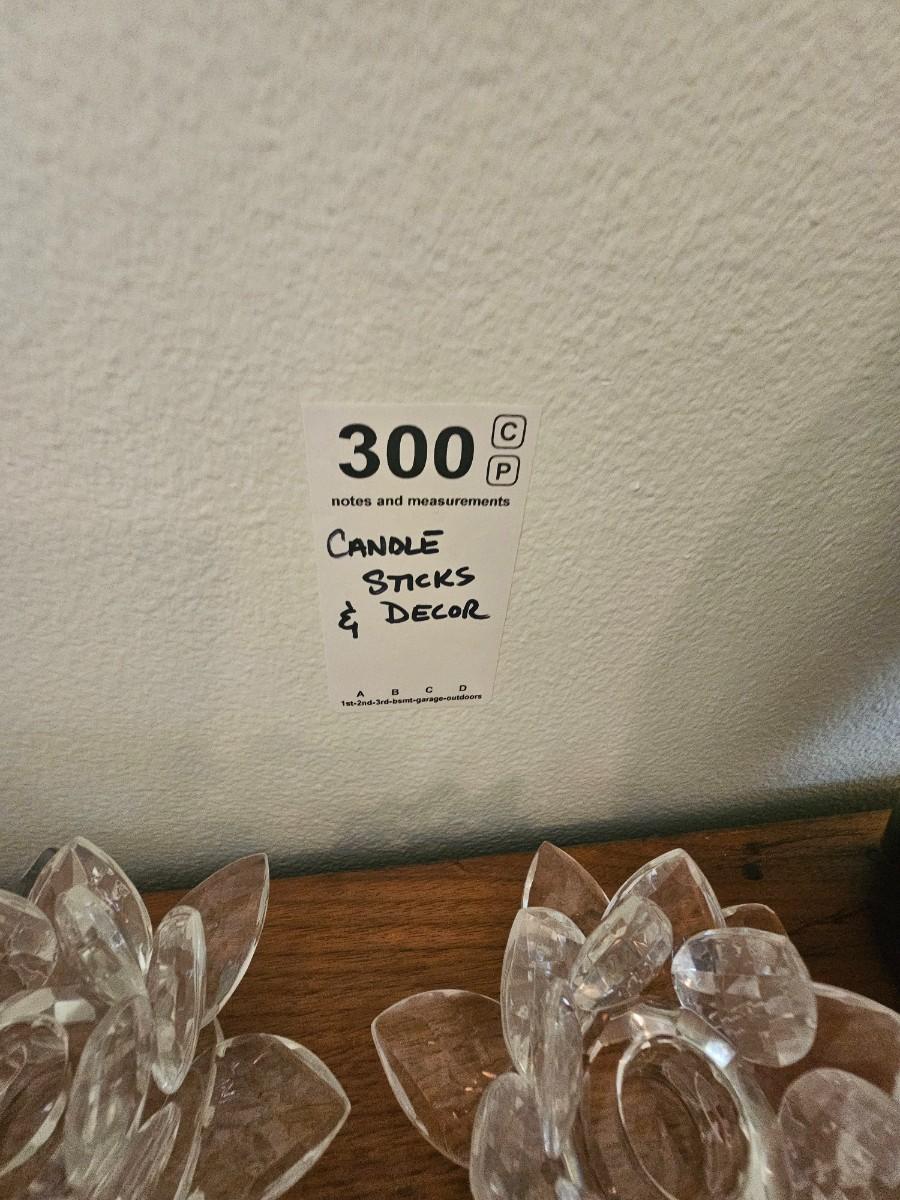 300 C
P
notes and measurements
CANDLE
STICKS
& DECOR
A B C D
1st-2nd-3rd-bsmt-garage-outdoors